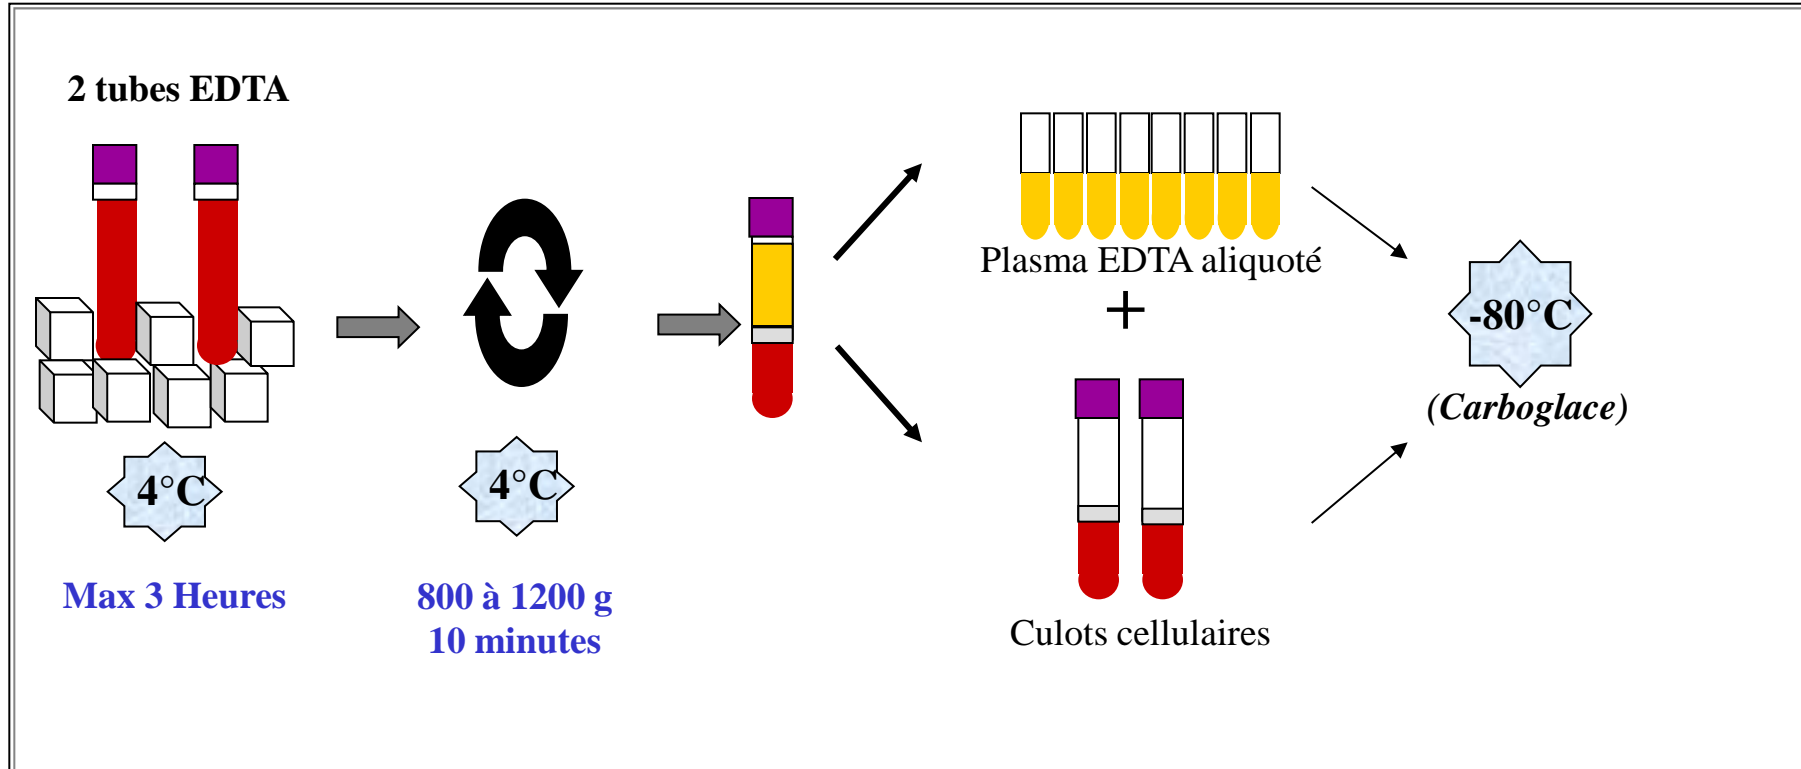 2 tubes EDTA
4°C
Max 3 Heures
4°C
800 à 1200 g
10 minutes
Plasma EDTA aliquoté
+
Culots cellulaires
-80°C
(Carboglace)